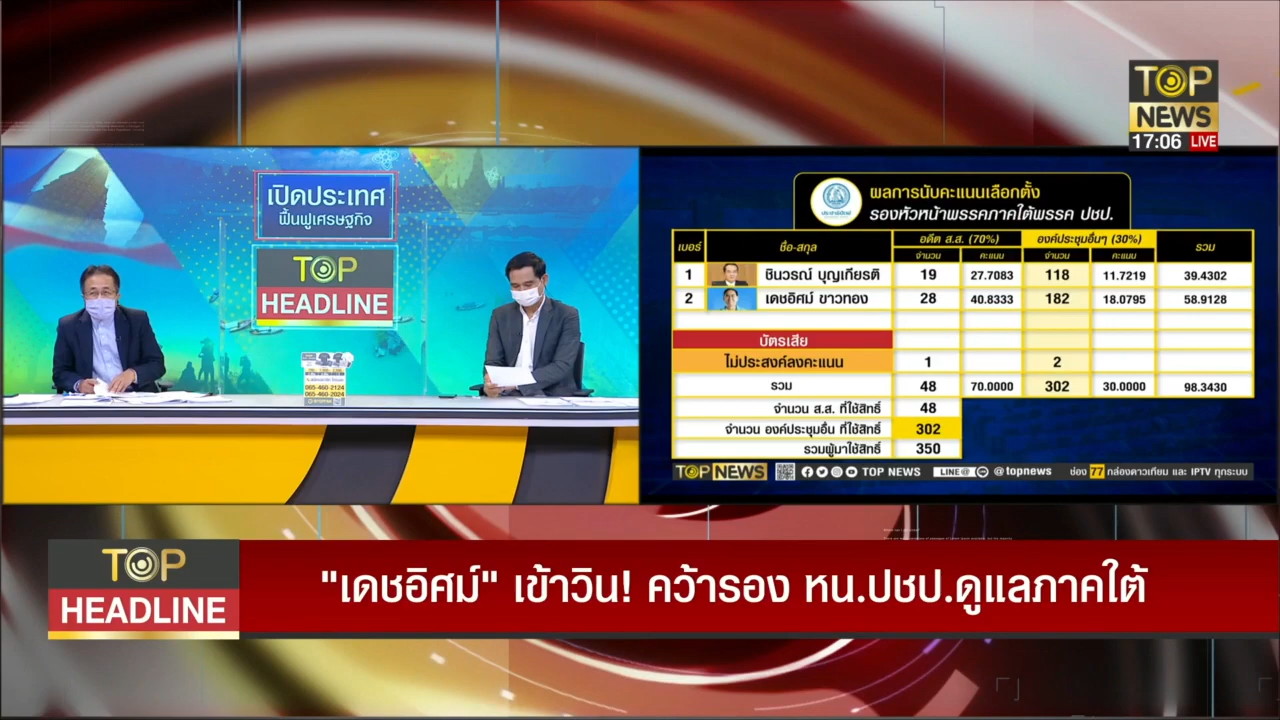 TOP
NEWS
17:06 LIVE
เปิดประเทศ
ฟื้นฟูเศรษฐกิจ
TOP
HEADLINE
065-460-2124
065-460-2024
ประชาธิปัตย์
ผลการนับคะแนนเลือกตั้ง
รองหัวหน้าพรรคภาคใต้พรรค ปชป.
เบอร์ ชื่อ-สกุล อดีต ส.ส. (70%) องค์ประชุมอื่นๆ (30%) รวม
จำนวน คะแนน จำนวน คะแนน
1 ชินวรณ์ บุญเกียรติ 19 27.7083 118 11.7219 39.4302
2 เดชอิศม์ ขาวทอง 28 40.8333 182 18.0795 58.9128
บัตรเสีย
ไม่ประสงค์ลงคะแนน 1 2
รวม 48 70.0000 302 30.0000 98.3430
จำนวน ส.ส. ที่ใช้สิทธิ์ 48
จำนวน องค์ประชุมอื่น ที่ใช้สิทธิ์ 302
รวมผู้มาใช้สิทธิ์ 350
TOP NEWS TOP NEWS LINE@ @topnews ช่อง 77 กล่องดาวเทียม และ IPTV ทุกระบบ
TOP
HEADLINE
"เดชอิศม์" เข้าวิน! คว้ารอง หน.ปชป.ดูแลภาคใต้